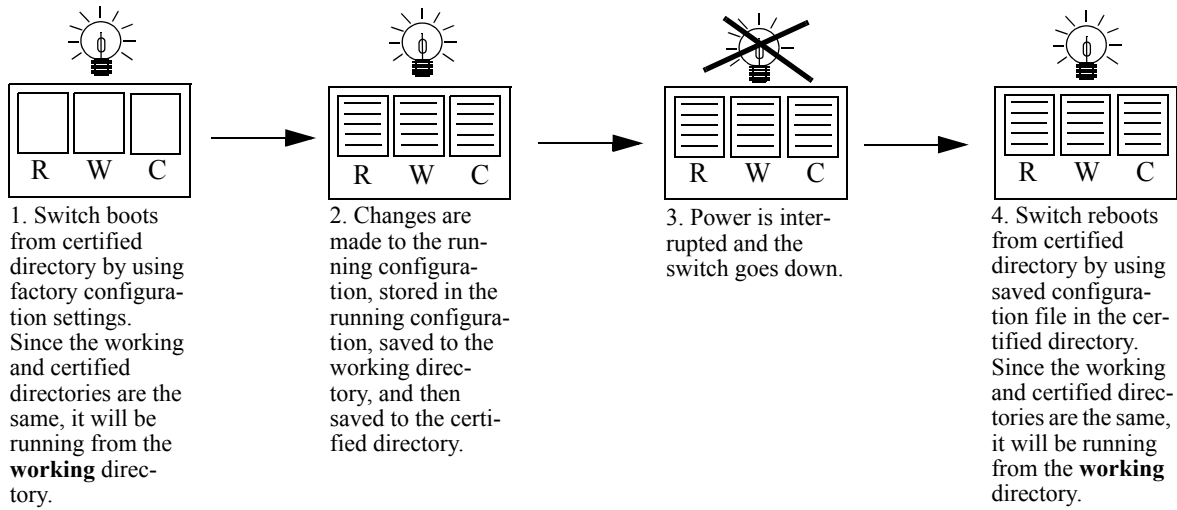 R W C
1. Switch boots
from certified
directory by using
factory configura-
tion settings.
Since the working
and certified
directories are the
same, it will be
running from the
working direc-
tory.
R W C
2. Changes are
made to the run-
ning configura-
tion, stored in the
running configura-
tion, saved to the
working direc-
tory, and then
saved to the certi-
fied directory.
R W C
3. Power is inter-
rupted and the
switch goes down.
R W C
4. Switch reboots
from certified
directory by using
saved configura-
tion file in the cer-
tified directory.
Since the working
and certified direc-
tories are the same,
it will be running
from the working
directory.